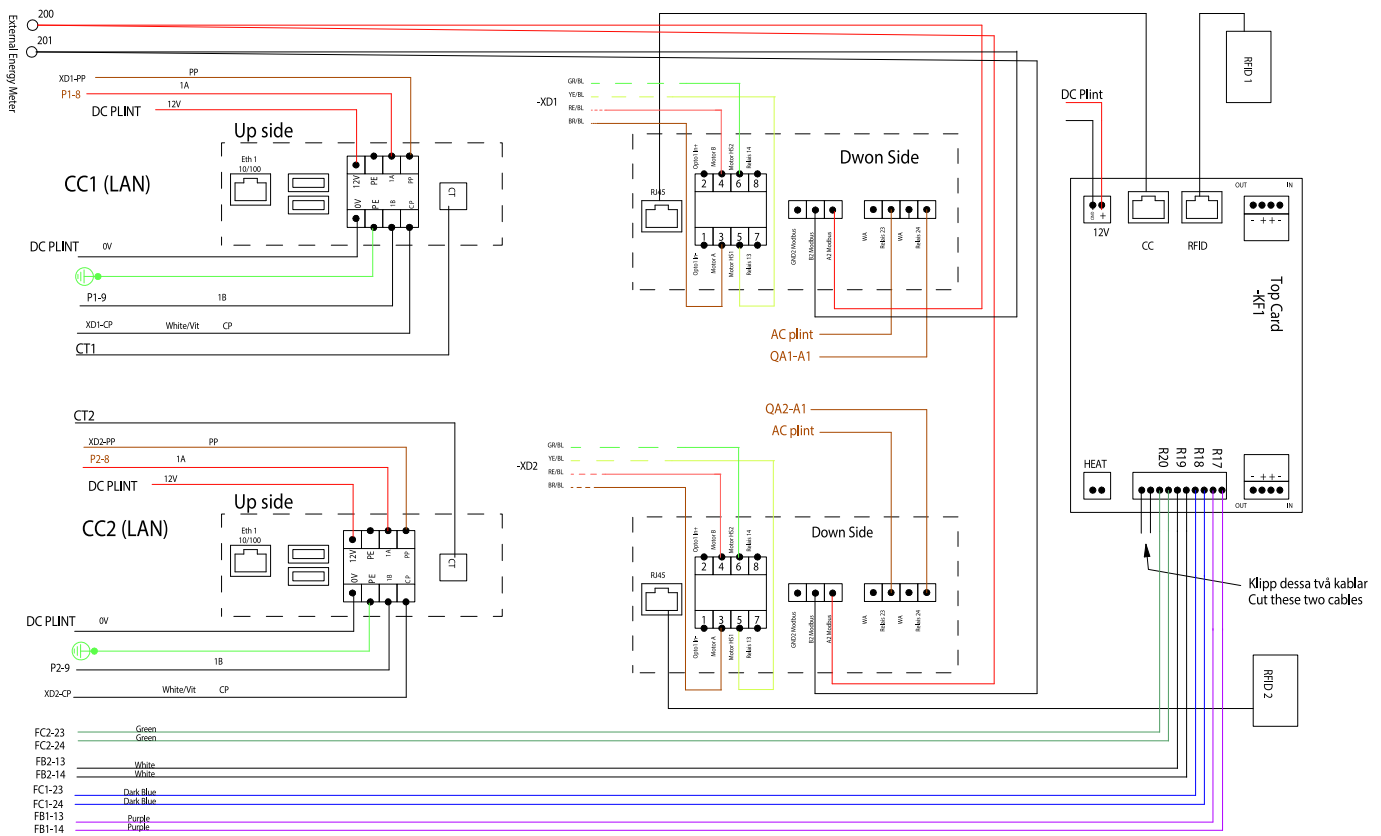 External Energy Meter
200
201
XD1-PP
PP
P1-8
1A
DC PLINT
12V
Up side
CC1 (LAN)
Eth 1
10/100
12V
PE
1A
PP
0V
PE
1B
CP
CT
DC PLINT
0V
P1-9
1B
XD1-CP
White/Vit
CP
CT1
-XD1
GR/BL
YE/BL
RE/BL
BR/BL
Dwon Side
RJ45
Opto1 In+
Motor B
Motor HS2
Relais 14
2 4 6 8
1 3 5 7
Opto1 In-
Motor A
Motor HS1
Relais 13
GND2 Modbus
B2 Modbus
A2 Modbus
WA
Relais 23
WA
Relais 24
AC plint
QA1-A1
RFID 1
DC Plint
GND
+
12V
CC
RFID
OUT
IN
- + + -
Top Card
-KF1
HEAT
R20
R19
R18
R17
- + + -
OUT
IN
Klipp dessa två kablar
Cut these two cables
RFID 2
CT2
XD2-PP
PP
P2-8
1A
DC PLINT
12V
Up side
CC2 (LAN)
Eth 1
10/100
12V
PE
1A
PP
0V
PE
1B
CP
CT
DC PLINT
0V
P2-9
1B
XD2-CP
White/Vit
CP
QA2-A1
AC plint
-XD2
GR/BL
YE/BL
RE/BL
BR/BL
Down Side
RJ45
Opto1 In+
Motor B
Motor HS2
Relais 14
2 4 6 8
1 3 5 7
Opto1 In-
Motor A
Motor HS1
Relais 13
GND2 Modbus
B2 Modbus
A2 Modbus
WA
Relais 23
WA
Relais 24
FC2-23
Green
FC2-24
Green
FB2-13
White
FB2-14
White
FC1-23
Dark Blue
FC1-24
Dark Blue
FB1-13
Purple
FB1-14
Purple